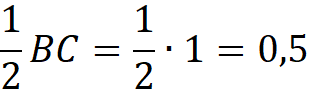 1/2 BC = 1/2 · 1 = 0,5